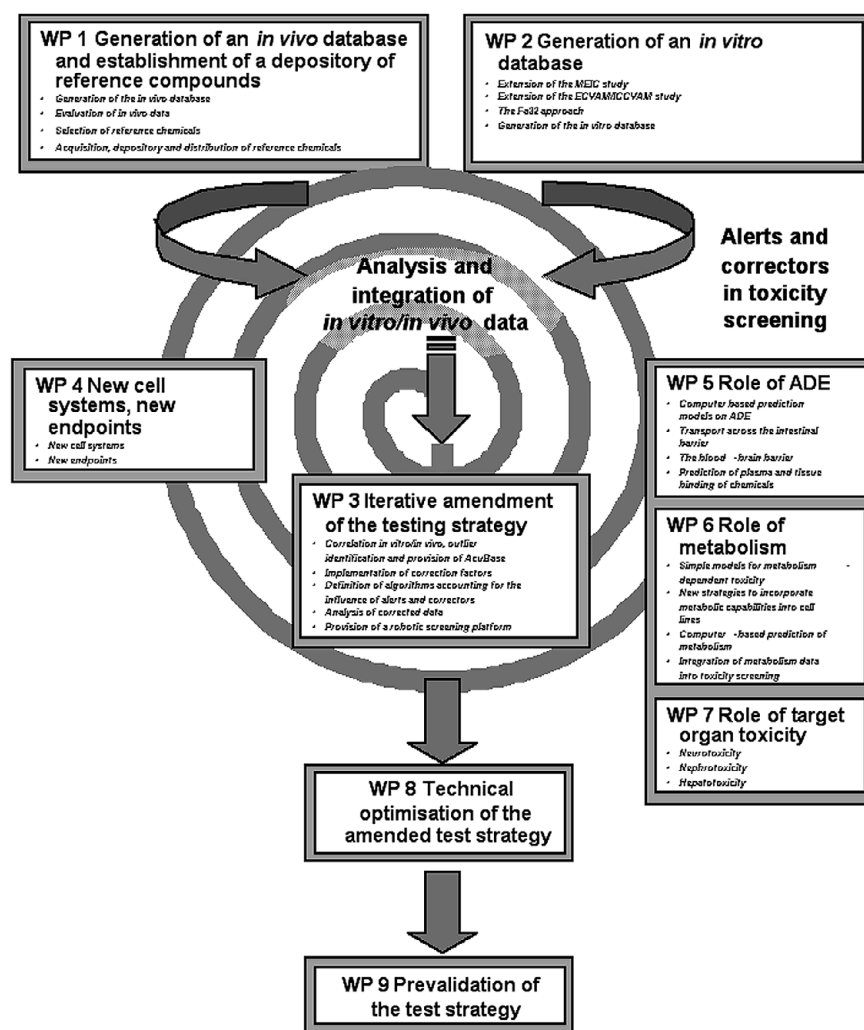 WP 1 Generation of an in vivo database
and establishment of a depository of
reference compounds
• Generation of the in vivo database
• Evaluation of in vivo data
• Selection of reference chemicals
• Acquisition, depository and distribution of reference chemicals
WP 2 Generation of an in vitro
database
• Extension of the MEIC study
• Extension of the ECVAM/ICCVAM study
• The Fa32 approach
• Generation of the in vitro database
Analysis and
integration of
in vitro/in vivo data
Alerts and
correctors
in toxicity
screening
WP 4 New cell
systems, new
endpoints
• New cell systems
• New endpoints
WP 3 Iterative amendment
of the testing strategy
• Correlation in vitro/in vivo, outlier
identification and provision of AcuBase
• Implementation of correction factors
• Definition of algorithms accounting for the
influence of alerts and correctors
• Analysis of corrected data
• Provision of a robotic screening platform
WP 5 Role of ADE
• Computer based prediction
models on ADE
• Transport across the intestinal
barrier
• The blood -brain barrier
• Prediction of plasma and tissue
binding of chemicals
WP 6 Role of
metabolism
• Simple models for metabolism -
dependent toxicity
• New strategies to incorporate
metabolic capabilities into cell
lines
• Computer -based prediction of
metabolism
• Integration of metabolism data
into toxicity screening
WP 7 Role of target
organ toxicity
• Neurotoxicity
• Nephrotoxicity
• Hepatotoxicity
WP 8 Technical
optimisation of the
amended test strategy
WP 9 Prevalidation of
the test strategy